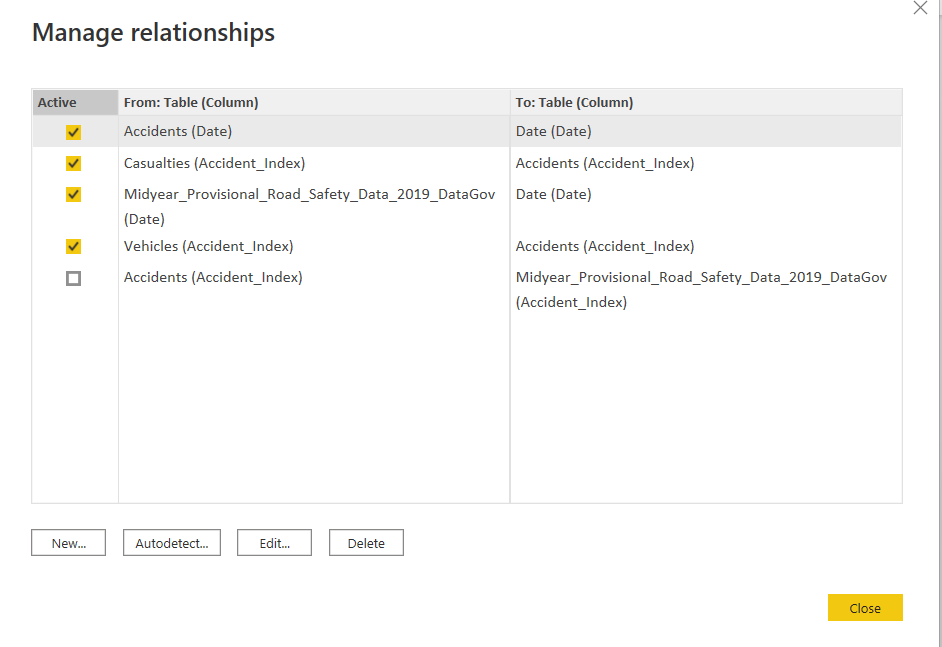 Manage relationships
Active From: Table (Column) To: Table (Column)
Accidents (Date) Date (Date)
Casualties (Accident_Index) Accidents (Accident_Index)
Midyear_Provisional_Road_Safety_Data_2019_DataGov Date (Date)
(Date)
Vehicles (Accident_Index) Accidents (Accident_Index)
Accidents (Accident_Index) Midyear_Provisional_Road_Safety_Data_2019_DataGov
(Accident_Index)
New... Autodetect... Edit... Delete
Close